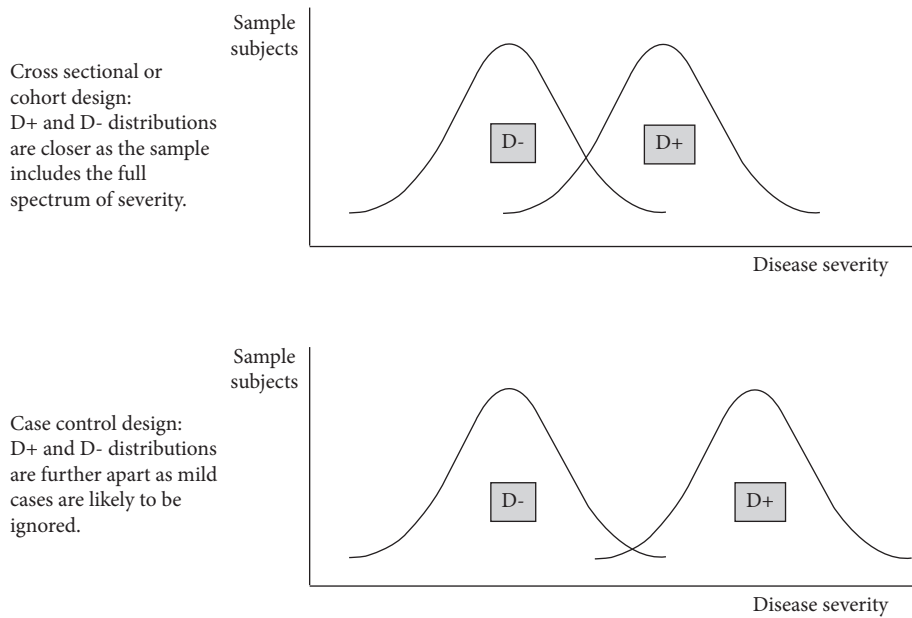 Sample
subjects
Cross sectional or
cohort design:
D+ and D- distributions
are closer as the sample
includes the full
spectrum of severity.
D-
D+
Disease severity
Sample
subjects
Case control design:
D+ and D- distributions
are further apart as mild
cases are likely to be
ignored.
D-
D+
Disease severity